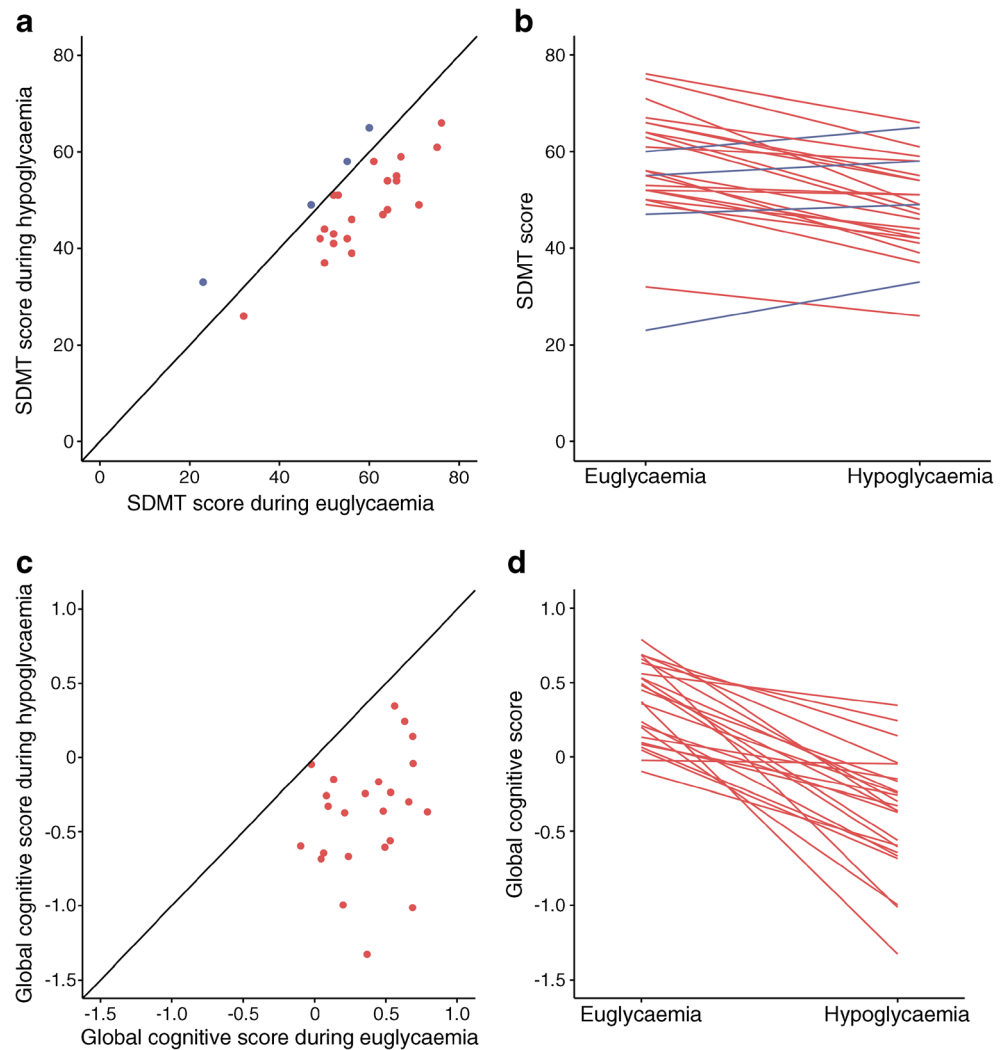 a
SDMT score during hypoglycaemia
80
60
40
20
0
0 20 40 60 80
SDMT score during euglycaemia
b
SDMT score
80
60
40
20
0
Euglycaemia Hypoglycaemia
c
Global cognitive score during hypoglycaemia
1.0
0.5
0
-0.5
-1.0
-1.5
-1.5 -1.0 -0.5 0 0.5 1.0
Global cognitive score during euglycaemia
d
Global cognitive score
1.0
0.5
0
-0.5
-1.0
-1.5
Euglycaemia Hypoglycaemia